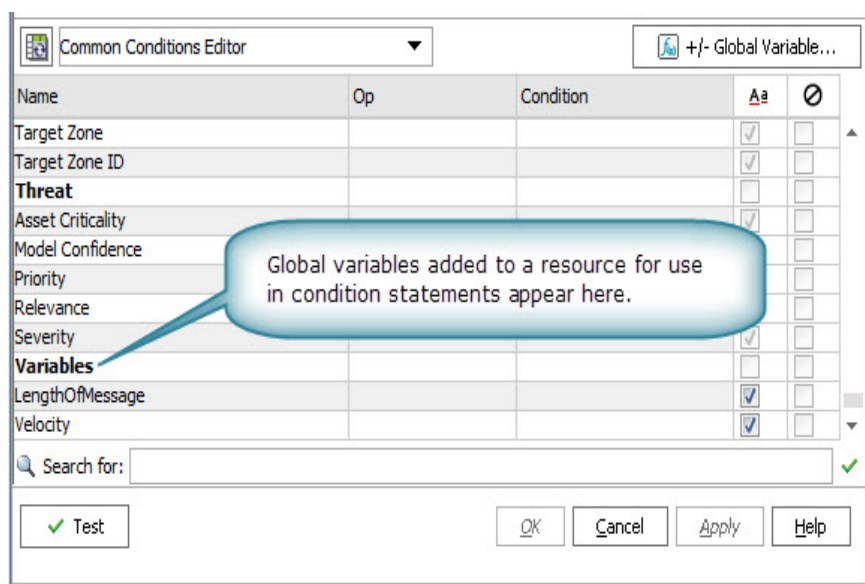 Common Conditions Editor
+/- Global Variable...
Name Op Condition Aa
Target Zone
Target Zone ID
Threat
Asset Criticality
Model Confidence
Priority
Relevance
Severity
Variables
LengthOfMessage
Velocity
Global variables added to a resource for use
in condition statements appear here.
Search for:
Test OK Cancel Apply Help